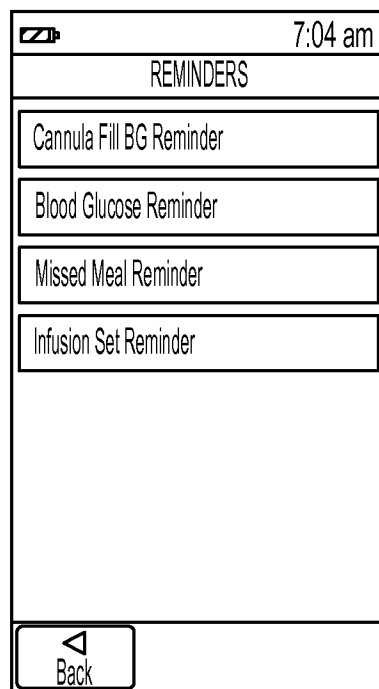 7:04 am
REMINDERS
Cannula Fill BG Reminder
Blood Glucose Reminder
Missed Meal Reminder
Infusion Set Reminder
Back